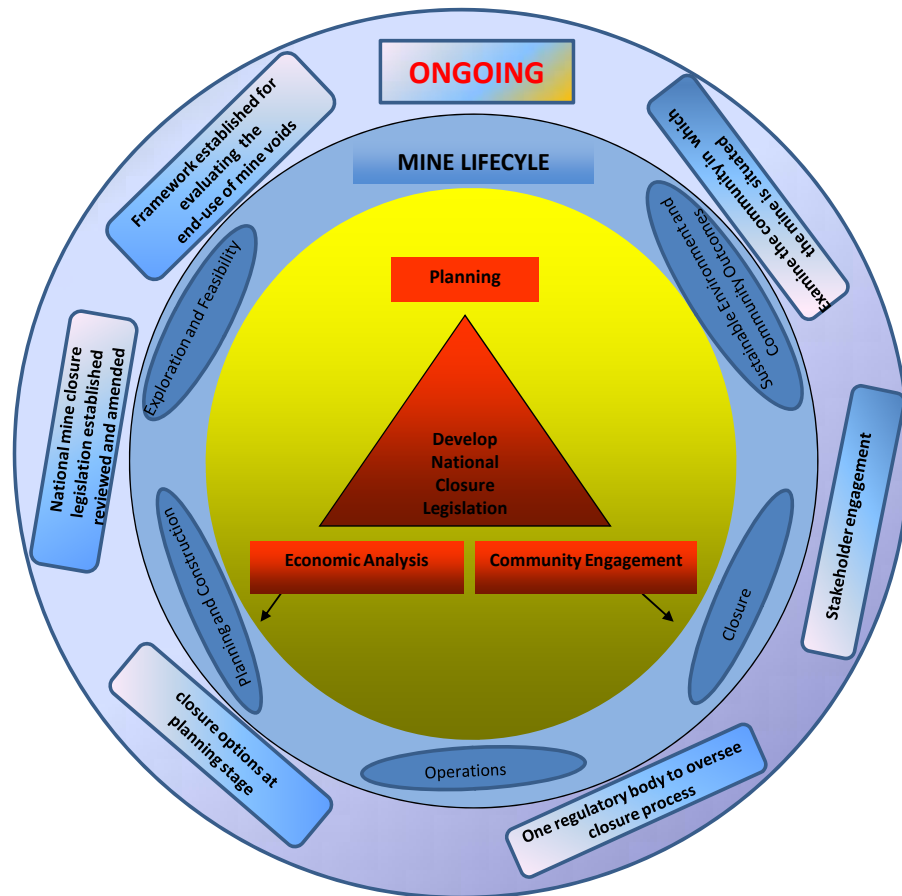 ONGOING
MINE LIFECYLE
Framework established for
evaluating the
end-use of mine voids
Examine the community in which
the mine is situated
Exploration and Feasibility
Sustainable Environment and
Community Outcomes
Planning
National mine closure
legislation established
reviewed and amended
Develop
National
Closure
Legislation
Stakeholder engagement
Economic Analysis
Community Engagement
Planning and Construction
Closure
closure options at
planning stage
Operations
One regulatory body to oversee
closure process